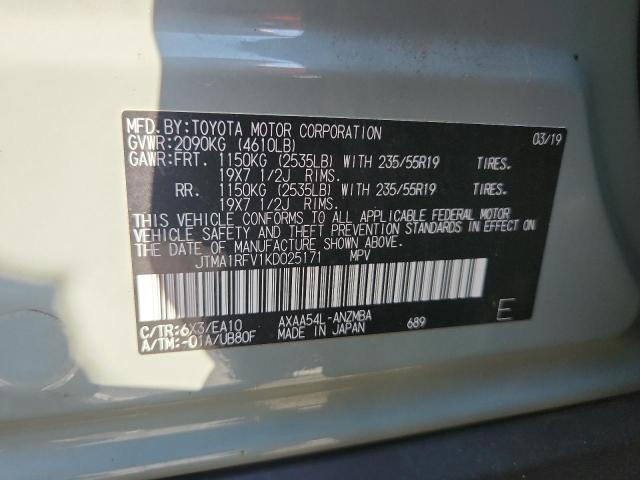 MFD. BY: TOYOTA MOTOR CORPORATION 03/19
GVWR: 2090KG (4610LB)
GAWR: FRT. 1150KG (2535LB) WITH 235/55R19 TIRES.
19X7 1/2J RIMS.
RR. 1150KG (2535LB) WITH 235/55R19 TIRES.
19X7 1/2J RIMS.
THIS VEHICLE CONFORMS TO ALL APPLICABLE FEDERAL MOTOR
VEHICLE SAFETY AND THEFT PREVENTION STANDARDS IN EFFECT ON
THE DATE OF MANUFACTURE SHOWN ABOVE.
JTMA1RFV1KD025171 MPV
C/TR: 6X3/EA10 AXAA54L-ANZMBA 689 E
A/TM: -01A/UB80F MADE IN JAPAN